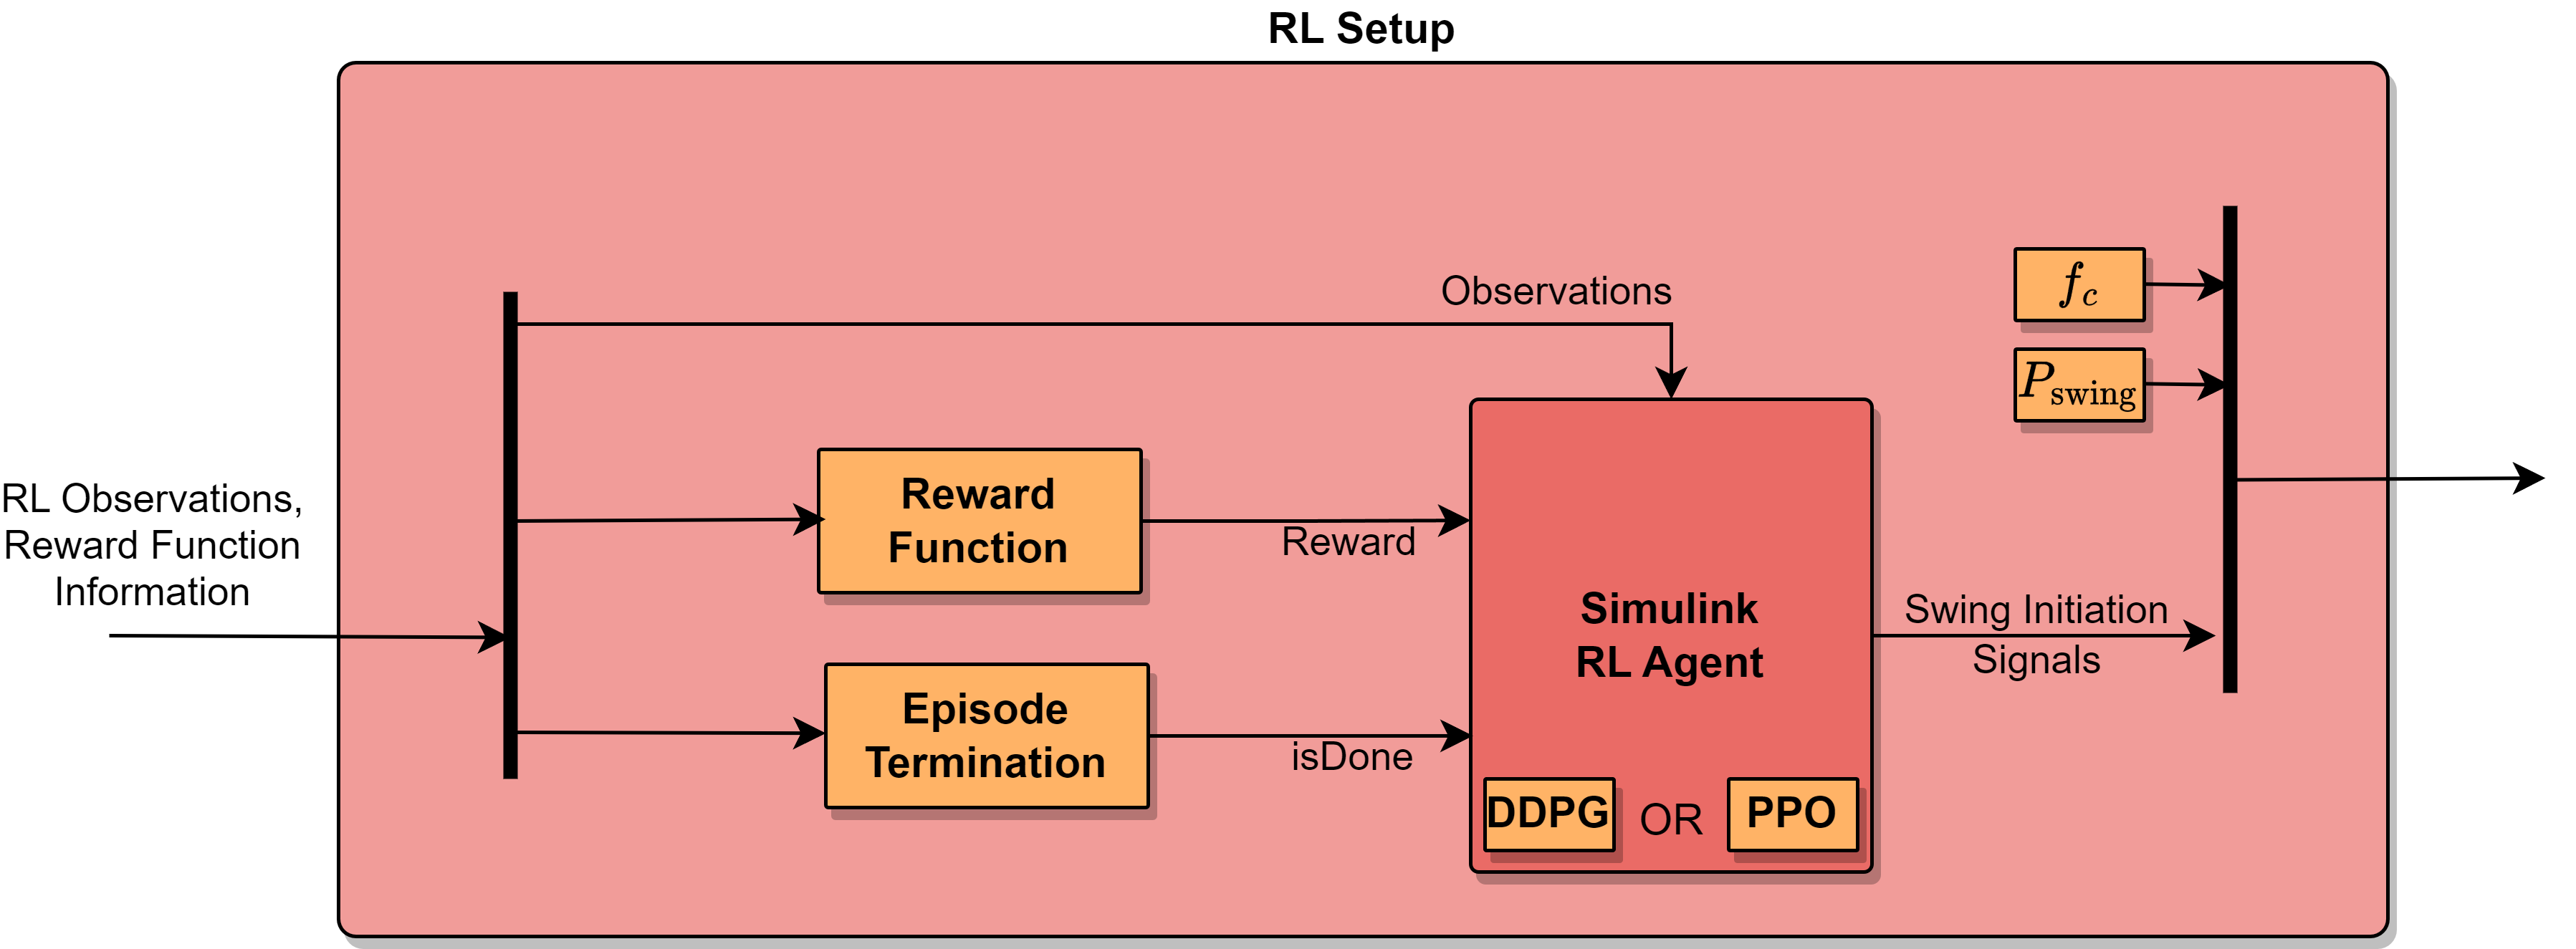 RL Setup
Observations
f_c
P_swing
RL Observations,
Reward Function
Information
Reward
Function
Reward
Simulink
RL Agent
Swing Initiation
Signals
Episode
Termination
isDone
DDPG OR PPO